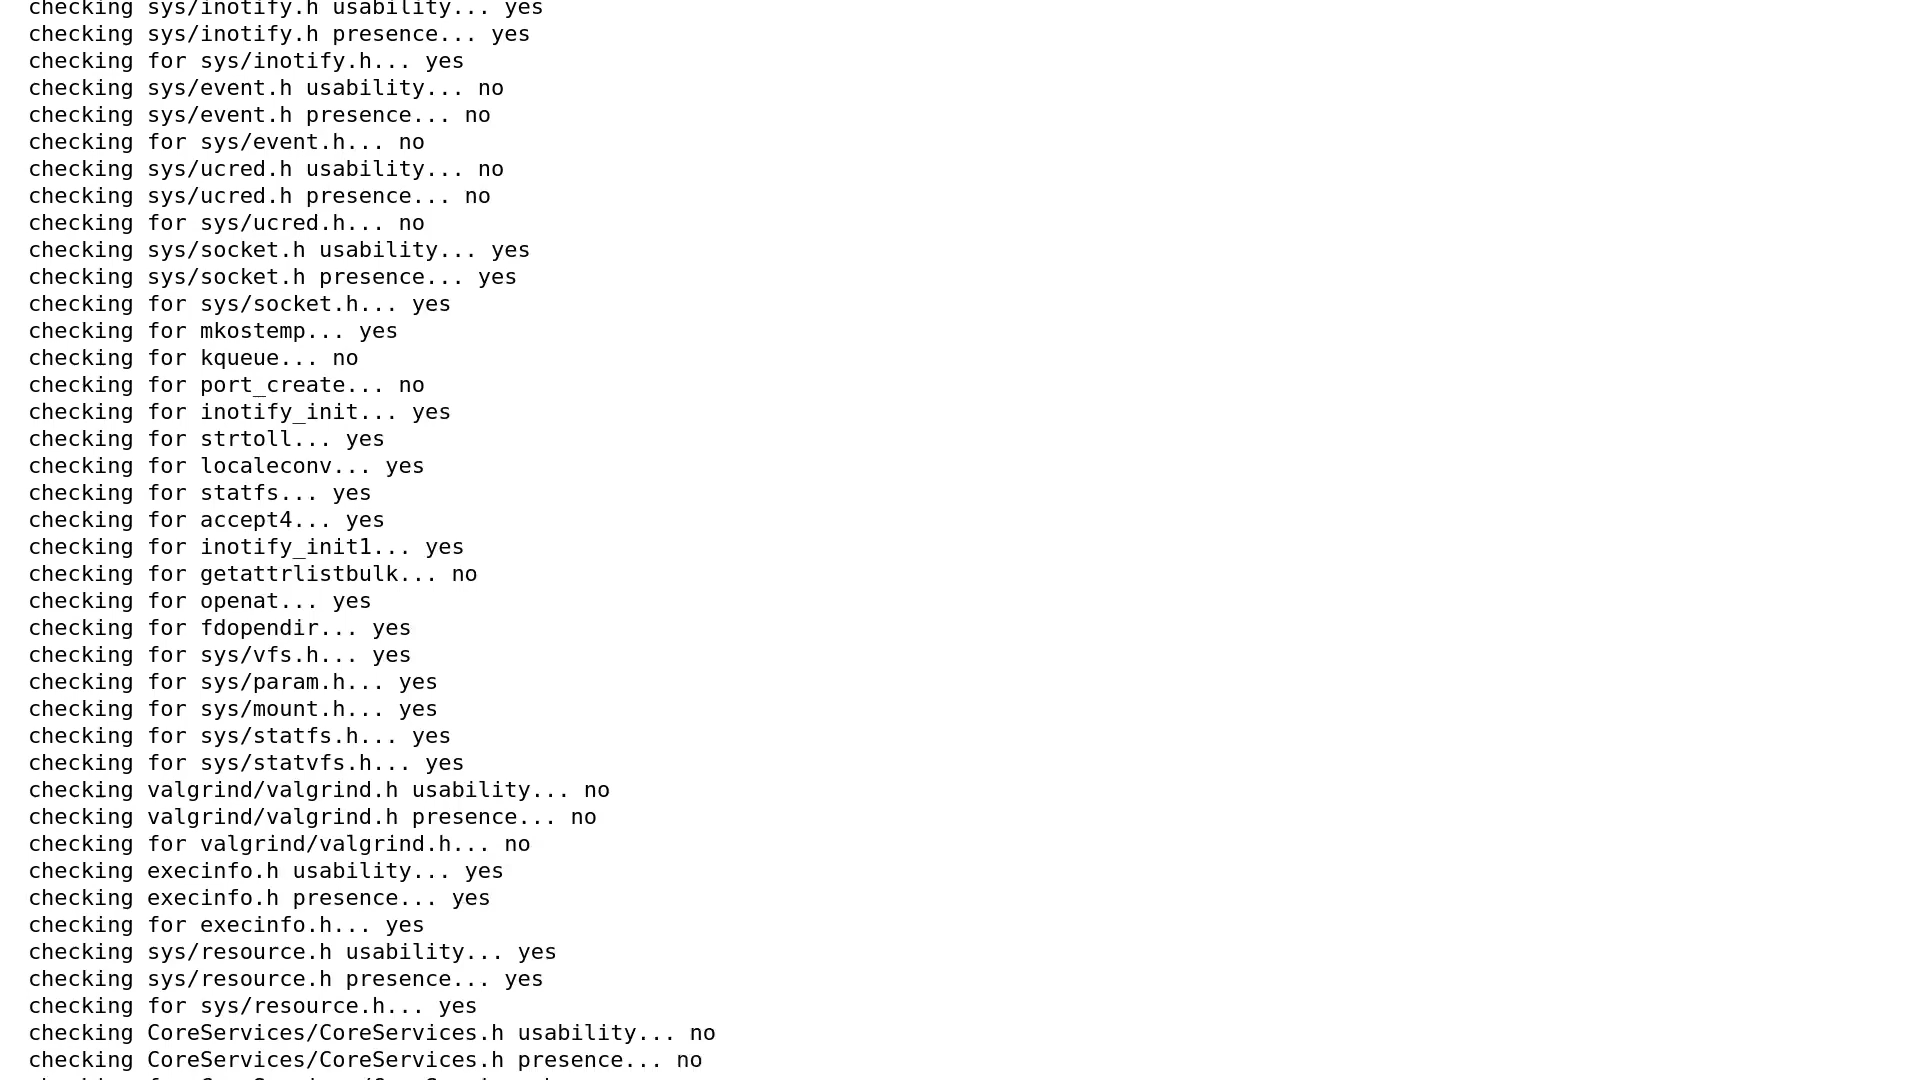 checking sys/inotify.h usability... yes
checking sys/inotify.h presence... yes
checking for sys/inotify.h... yes
checking sys/event.h usability... no
checking sys/event.h presence... no
checking for sys/event.h... no
checking sys/ucred.h usability... no
checking sys/ucred.h presence... no
checking for sys/ucred.h... no
checking sys/socket.h usability... yes
checking sys/socket.h presence... yes
checking for sys/socket.h... yes
checking for mkostemp... yes
checking for kqueue... no
checking for port_create... no
checking for inotify_init... yes
checking for strtoll... yes
checking for localeconv... yes
checking for statfs... yes
checking for accept4... yes
checking for inotify_init1... yes
checking for getattrlistbulk... no
checking for openat... yes
checking for fdopendir... yes
checking for sys/vfs.h... yes
checking for sys/param.h... yes
checking for sys/mount.h... yes
checking for sys/statfs.h... yes
checking for sys/statvfs.h... yes
checking valgrind/valgrind.h usability... no
checking valgrind/valgrind.h presence... no
checking for valgrind/valgrind.h... no
checking execinfo.h usability... yes
checking execinfo.h presence... yes
checking for execinfo.h... yes
checking sys/resource.h usability... yes
checking sys/resource.h presence... yes
checking for sys/resource.h... yes
checking CoreServices/CoreServices.h usability... no
checking CoreServices/CoreServices.h presence... no